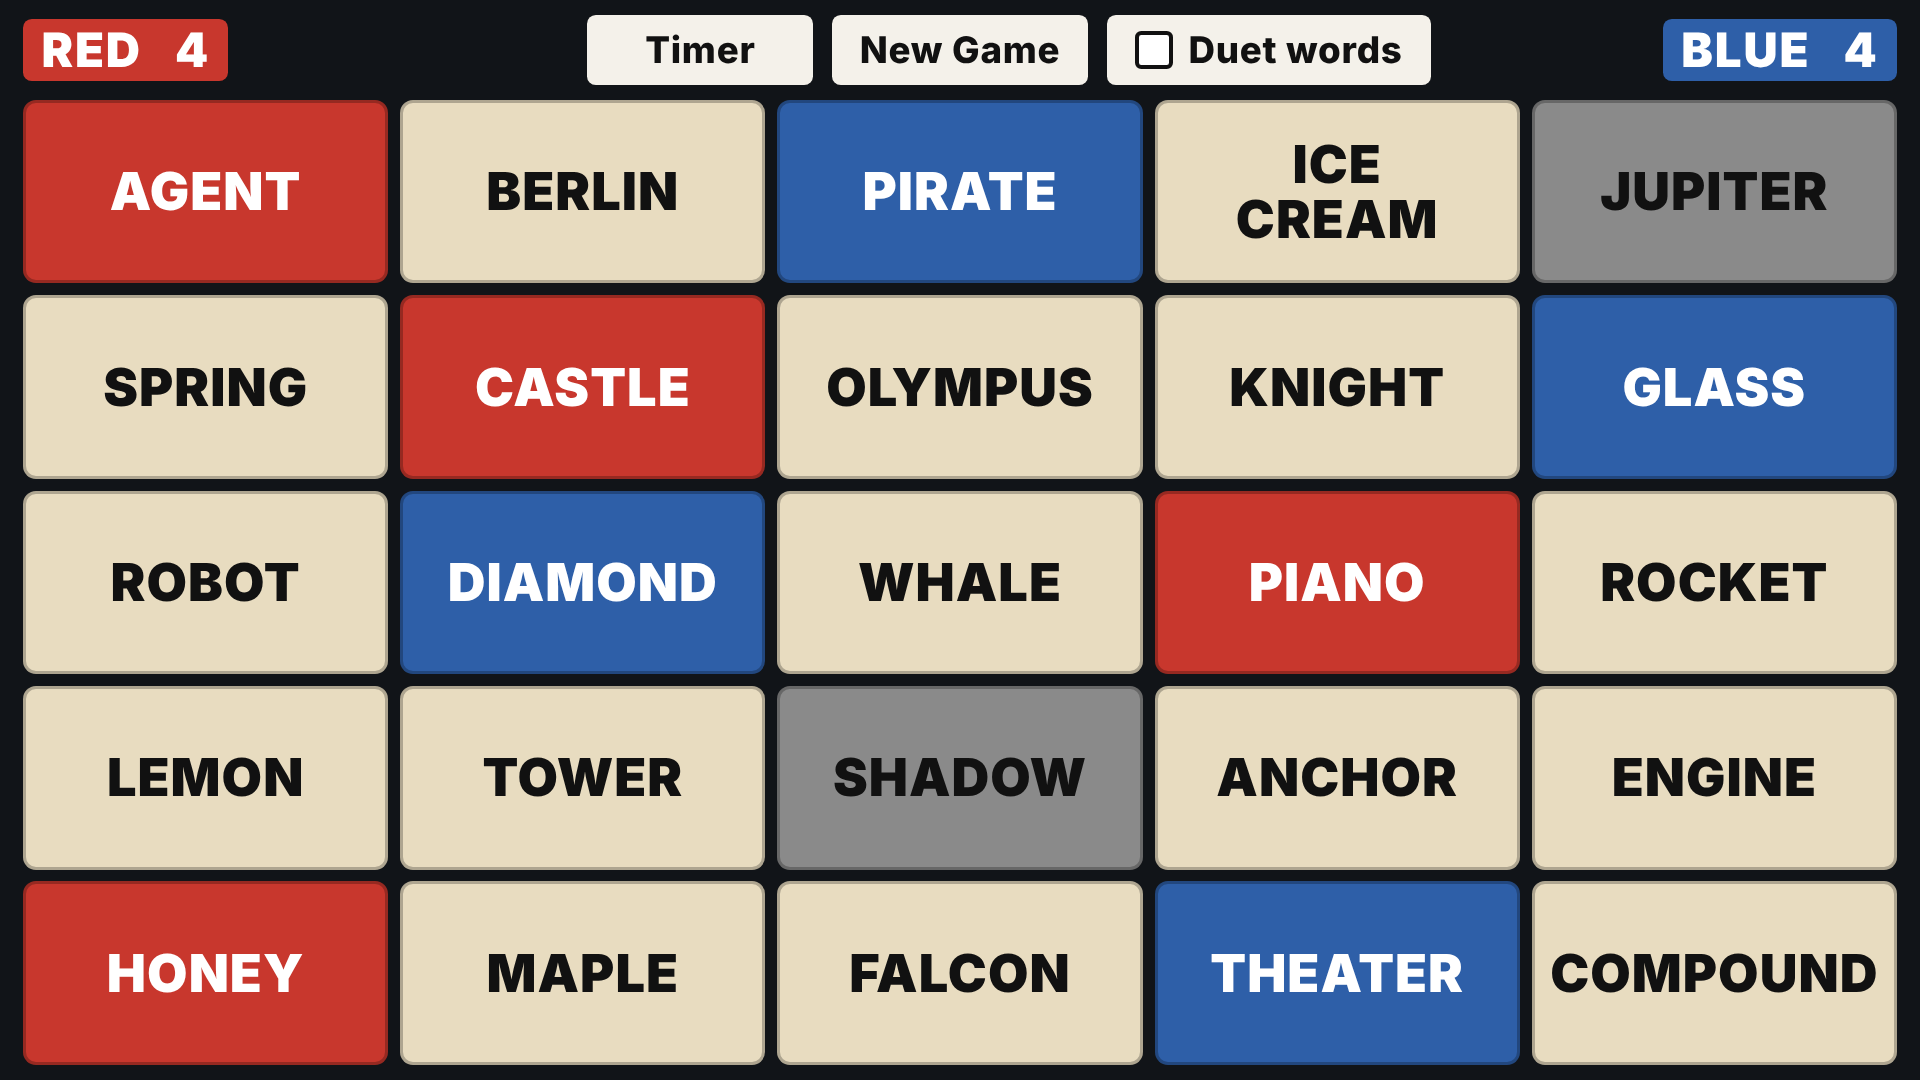 RED 4
Timer
New Game
Duet words
BLUE 4
AGENT
BERLIN
PIRATE
ICE
CREAM
JUPITER
SPRING
CASTLE
OLYMPUS
KNIGHT
GLASS
ROBOT
DIAMOND
WHALE
PIANO
ROCKET
LEMON
TOWER
SHADOW
ANCHOR
ENGINE
HONEY
MAPLE
FALCON
THEATER
COMPOUND